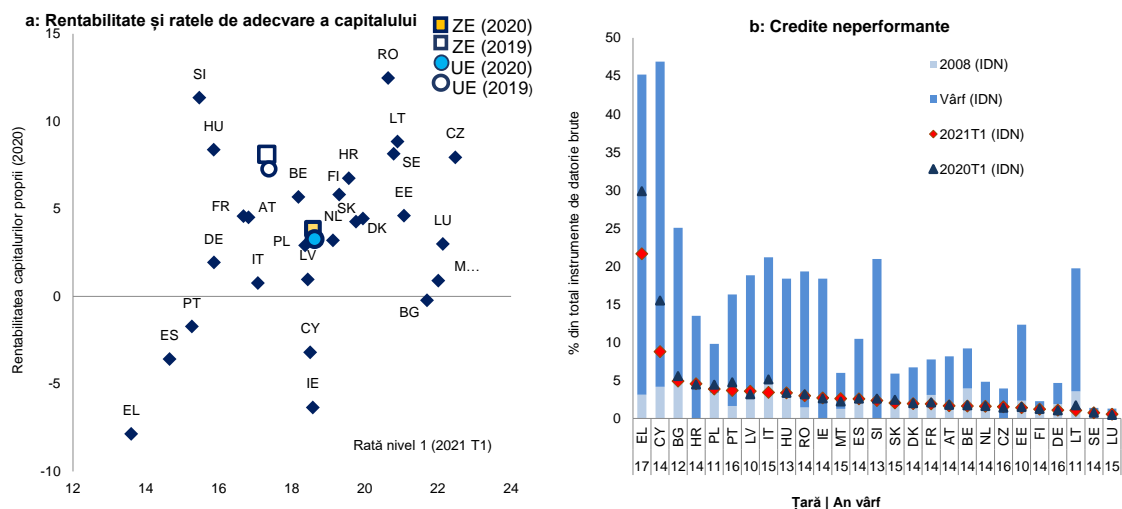 a: Rentabilitate și ratele de adecvare a capitalului
ZE (2020)
ZE (2019)
UE (2020)
UE (2019)
Rentabilitatea capitalurilor proprii (2020)
15
10
5
0
-5
-10
RO
SI
LT
CZ
HU
SE
HR
BE
FI
EE
FR
AT
SK
NL
DK
LU
DE
PL
LV
IT
M…
BG
PT
CY
ES
IE
EL
Rată nivel 1 (2021 T1)
12 14 16 18 20 22 24
b: Credite neperformante
% din total instrumente de datorie brute
50
45
40
35
30
25
20
15
10
5
0
2008 (IDN)
Vârf (IDN)
2021T1 (IDN)
2020T1 (IDN)
EL CY BG HR PL PT LV IT HU RO IE MT ES SI SK DK FR AT BE NL CZ EE FI DE LT SE LU
17 14 12 14 11 16 10 15 13 14 14 15 14 13 14 14 14 14 14 14 16 10 14 16 11 14 15
Țară | An vârf